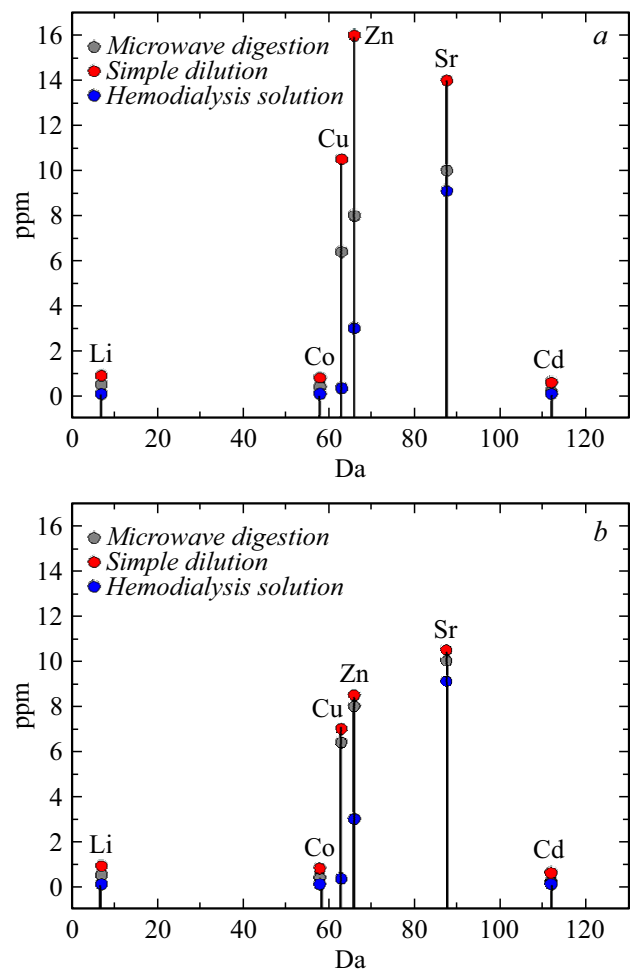 16
14
12
10
8
6
4
2
0
ppm
Microwave digestion
Simple dilution
Hemodialysis solution
a
Li
Co
Cu
Zn
Sr
Cd
0 20 40 60 80 100 120
Da
16
14
12
10
8
6
4
2
0
ppm
Microwave digestion
Simple dilution
Hemodialysis solution
b
Li
Co
Cu
Zn
Sr
Cd
0 20 40 60 80 100 120
Da